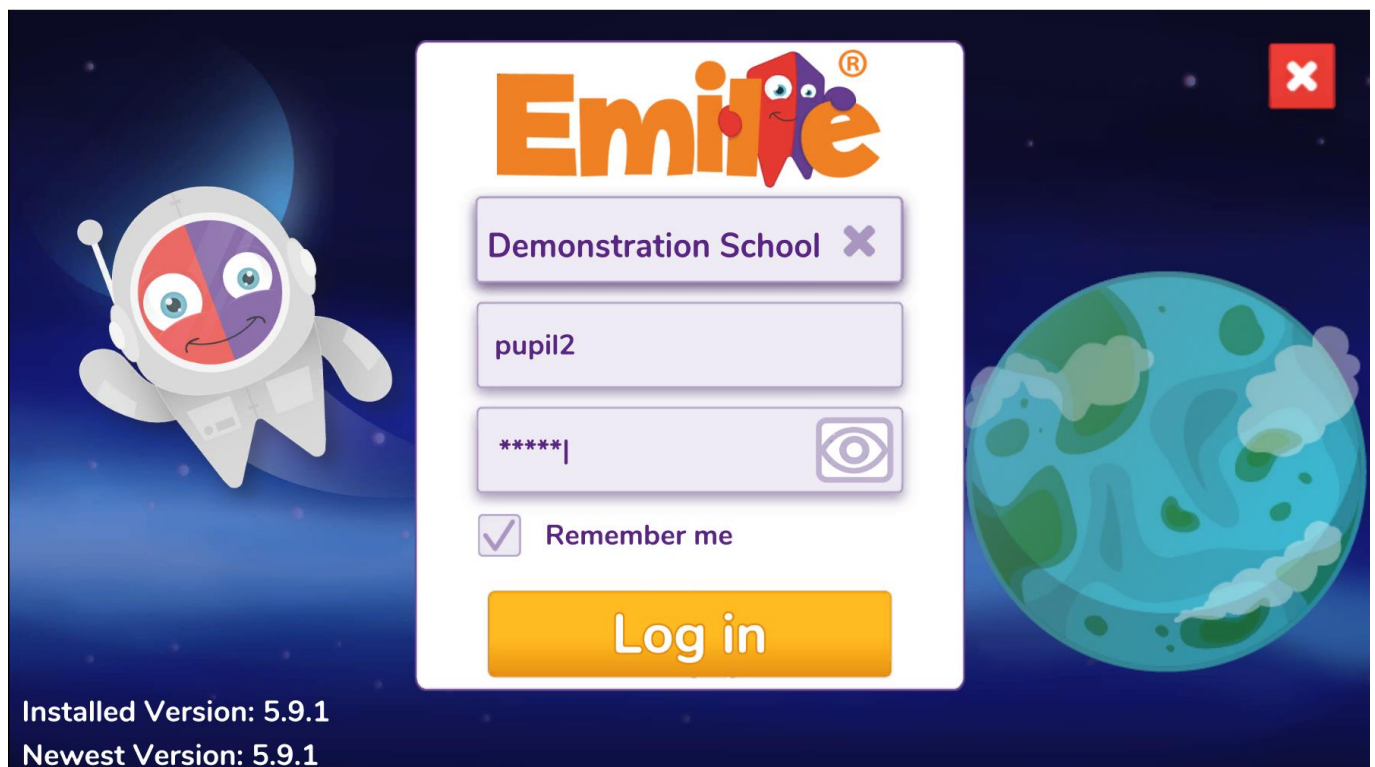 Emile®
Demonstration School
pupil2
*****
Remember me
Log in
Installed Version: 5.9.1
Newest Version: 5.9.1